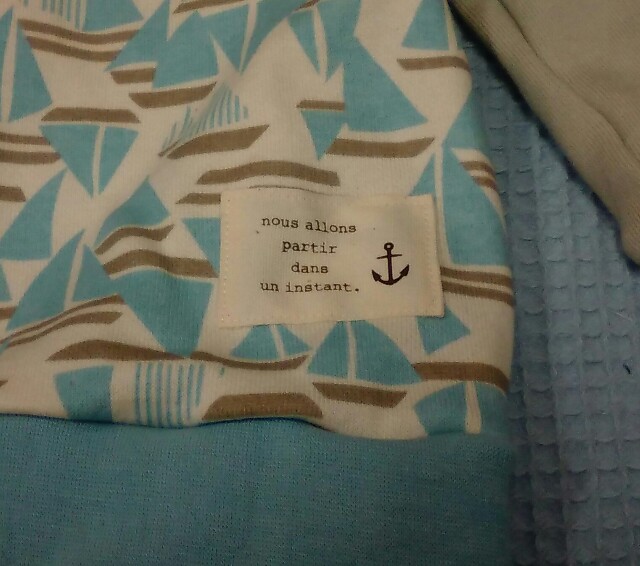 nous allons
partir
dans
un instant.